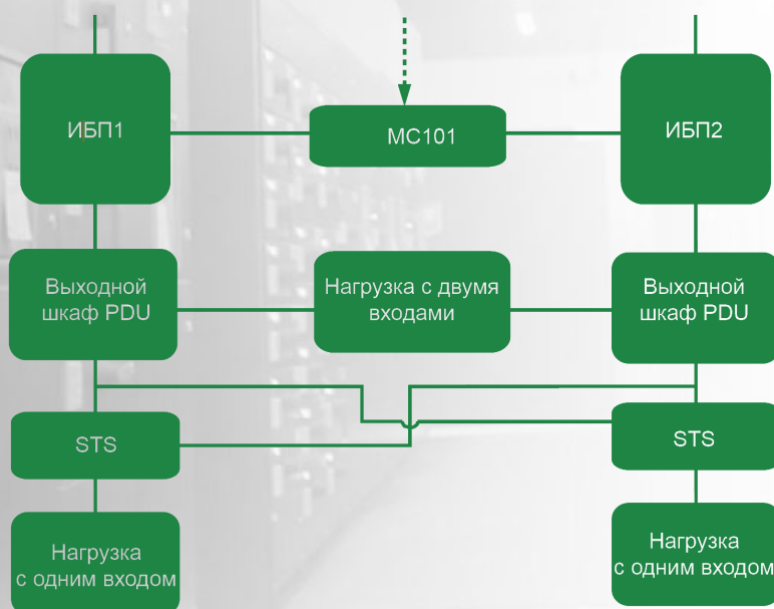 ИБП1
МС101
ИБП2
Выходной
шкаф PDU
Нагрузка с двумя
входами
Выходной
шкаф PDU
STS
STS
Нагрузка
с одним входом
Нагрузка
с одним входом